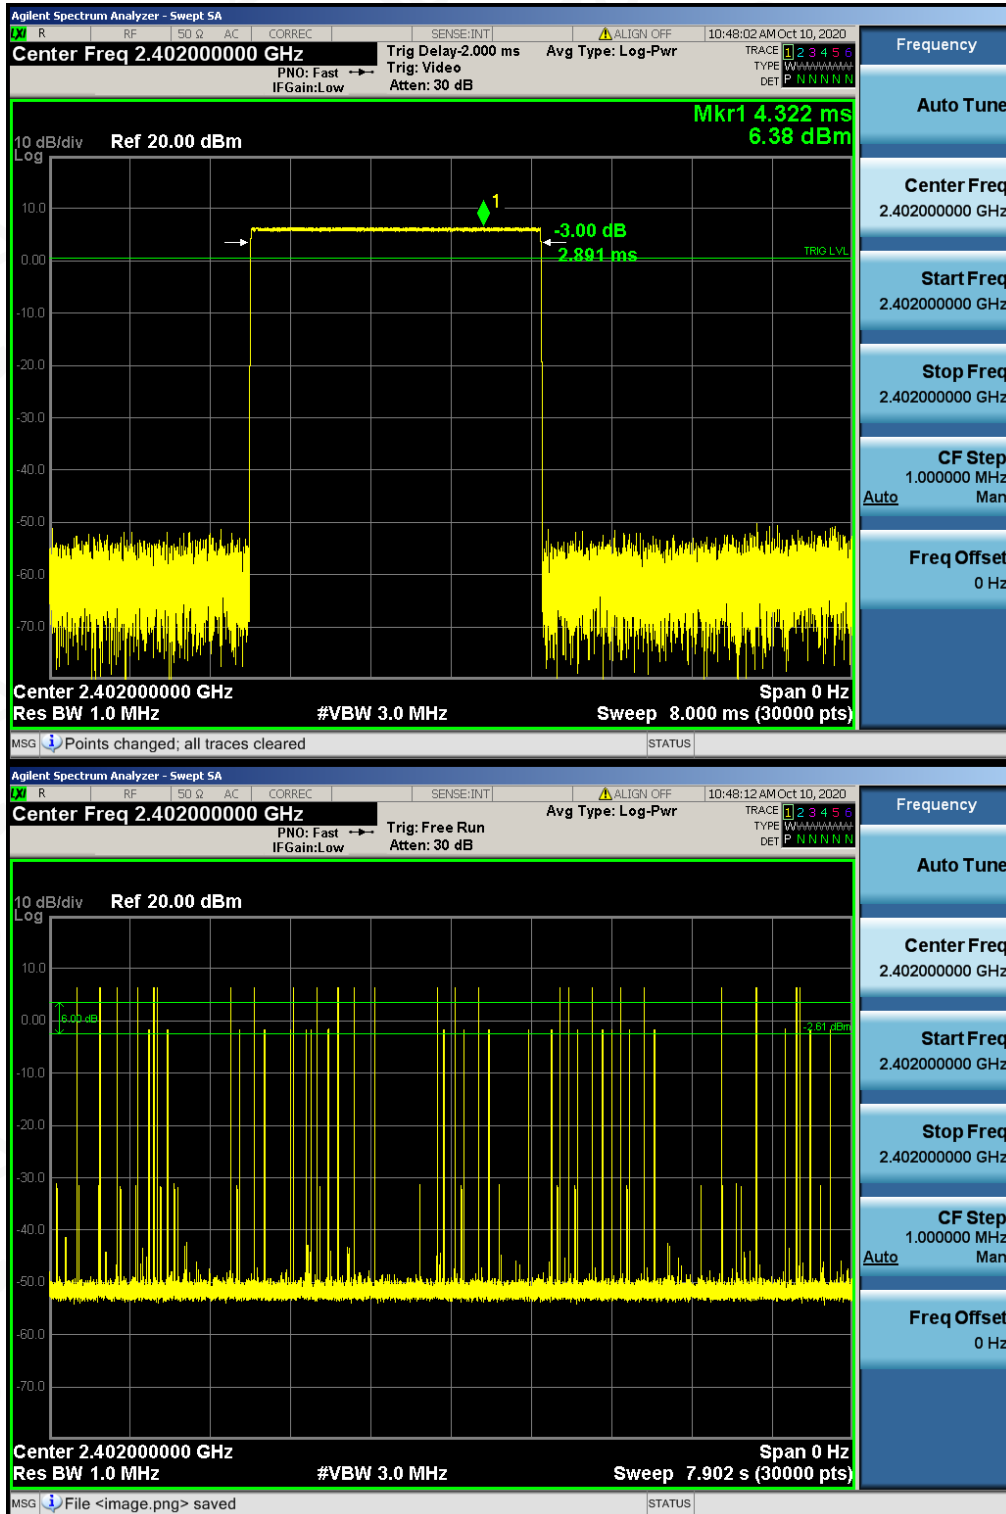 Agilent Spectrum Analyzer - Swept SA
LXI R RF 50 Ω AC CORREC SENSE:INT ALIGN OFF 10:48:02 AM Oct 10, 2020
Center Freq 2.402000000 GHz
PNO: Fast
IFGain:Low
Trig Delay-2.000 ms
Trig: Video
Atten: 30 dB
Avg Type: Log-Pwr
TRACE 1 2 3 4 5 6
TYPE WWWWWW
DET P N N N N N
Mkr1 4.322 ms
6.38 dBm
10 dB/div Ref 20.00 dBm
Log
1
10.0
-3.00 dB
2.891 ms
TRIG LVL
0.00
-10.0
-20.0
-30.0
-40.0
-50.0
-60.0
-70.0
Center 2.402000000 GHz Span 0 Hz
Res BW 1.0 MHz #VBW 3.0 MHz Sweep 8.000 ms (30000 pts)
MSG Points changed; all traces cleared STATUS
Frequency
Auto Tune
Center Freq
2.402000000 GHz
Start Freq
2.402000000 GHz
Stop Freq
2.402000000 GHz
CF Step
1.000000 MHz
Auto Man
Freq Offset
0 Hz
Agilent Spectrum Analyzer - Swept SA
LXI R RF 50 Ω AC CORREC SENSE:INT ALIGN OFF 10:48:12 AM Oct 10, 2020
Center Freq 2.402000000 GHz
PNO: Fast
IFGain:Low
Trig: Free Run
Atten: 30 dB
Avg Type: Log-Pwr
TRACE 1 2 3 4 5 6
TYPE WWWWWW
DET P N N N N N
10 dB/div Ref 20.00 dBm
Log
10.0
0.00
6.00 dB
-2.61 dBm
-10.0
-20.0
-30.0
-40.0
-50.0
-60.0
-70.0
Center 2.402000000 GHz Span 0 Hz
Res BW 1.0 MHz #VBW 3.0 MHz Sweep 7.902 s (30000 pts)
MSG File <image.png> saved STATUS
Frequency
Auto Tune
Center Freq
2.402000000 GHz
Start Freq
2.402000000 GHz
Stop Freq
2.402000000 GHz
CF Step
1.000000 MHz
Auto Man
Freq Offset
0 Hz